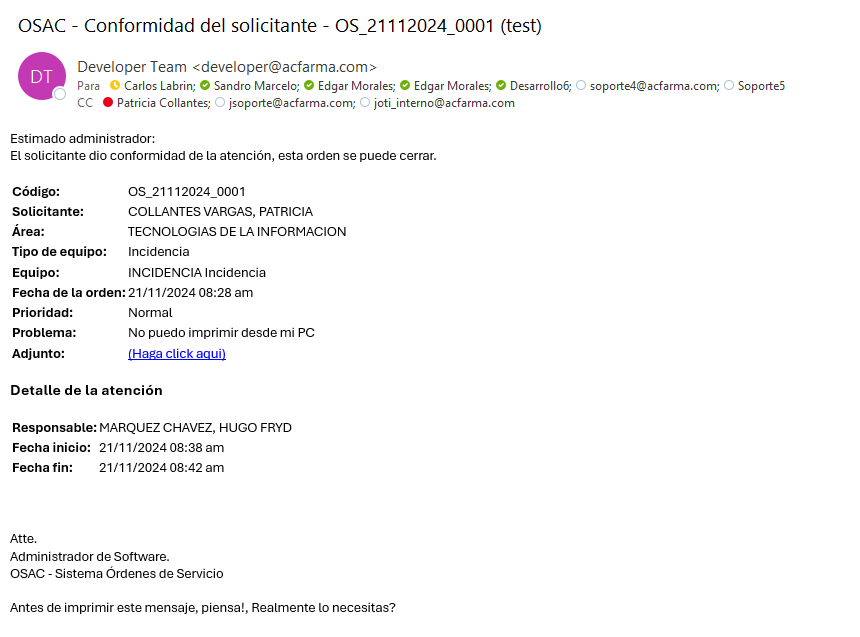 OSAC - Conformidad del solicitante - OS_21112024_0001 (test)
DT
Developer Team <developer@acfarma.com>
Para Carlos Labrin; Sandro Marcelo; Edgar Morales; Edgar Morales; Desarrollo6; soporte4@acfarma.com; Soporte5
CC Patricia Collantes; jsoporte@acfarma.com; joti_interno@acfarma.com
Estimado administrador:
El solicitante dio conformidad de la atención, esta orden se puede cerrar.
Código: OS_21112024_0001
Solicitante: COLLANTES VARGAS, PATRICIA
Área: TECNOLOGIAS DE LA INFORMACION
Tipo de equipo: Incidencia
Equipo: INCIDENCIA Incidencia
Fecha de la orden: 21/11/2024 08:28 am
Prioridad: Normal
Problema: No puedo imprimir desde mi PC
Adjunto: (Haga click aqui)
Detalle de la atención
Responsable: MARQUEZ CHAVEZ, HUGO FRYD
Fecha inicio: 21/11/2024 08:38 am
Fecha fin: 21/11/2024 08:42 am
Atte.
Administrador de Software.
OSAC - Sistema Órdenes de Servicio
Antes de imprimir este mensaje, piensa!, Realmente lo necesitas?